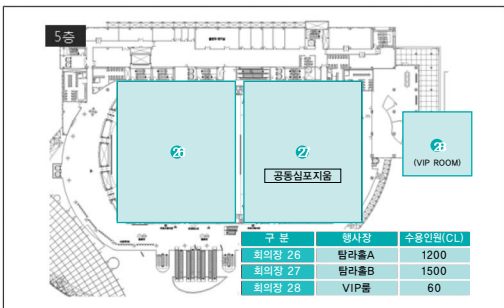 5층
26
27
공동심포지움
28
(VIP ROOM)
구 분 행사장 수용인원(CL)
회의장 26 탐라홀A 1200
회의장 27 탐라홀B 1500
회의장 28 VIP룸 60